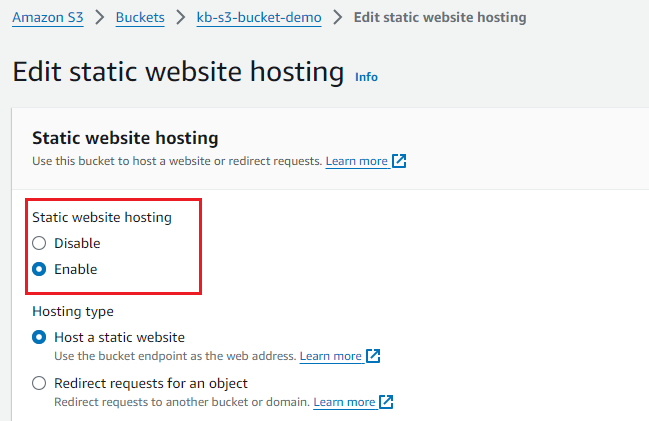 Amazon S3 > Buckets > kb-s3-bucket-demo > Edit static website hosting
Edit static website hosting Info
Static website hosting
Use this bucket to host a website or redirect requests. Learn more
Static website hosting
Disable
Enable
Hosting type
Host a static website
Use the bucket endpoint as the web address. Learn more
Redirect requests for an object
Redirect requests to another bucket or domain. Learn more